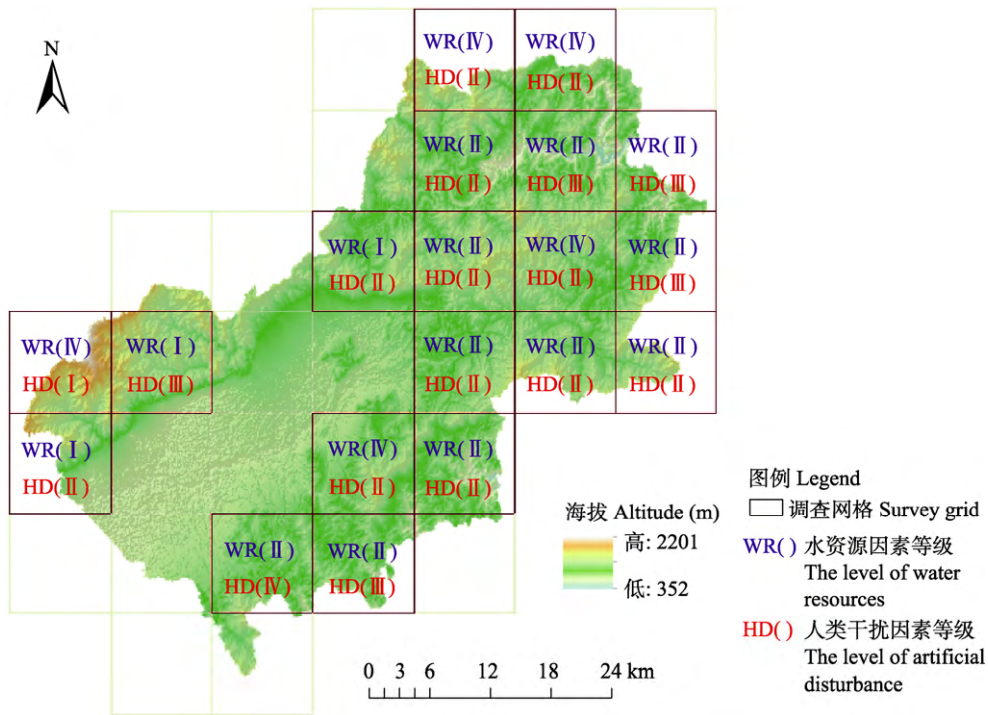 N
WR(Ⅳ) WR(Ⅳ)
HD(Ⅱ) HD(Ⅱ)
WR(Ⅱ) WR(Ⅱ) WR(Ⅱ)
HD(Ⅱ) HD(Ⅲ) HD(Ⅲ)
WR(Ⅰ) WR(Ⅱ) WR(Ⅳ) WR(Ⅱ)
HD(Ⅱ) HD(Ⅱ) HD(Ⅱ) HD(Ⅲ)
WR(Ⅳ) WR(Ⅰ) WR(Ⅱ) WR(Ⅱ) WR(Ⅱ)
HD(Ⅰ) HD(Ⅲ) HD(Ⅱ) HD(Ⅱ) HD(Ⅱ)
WR(Ⅰ) WR(Ⅳ) WR(Ⅱ)
HD(Ⅱ) HD(Ⅱ) HD(Ⅱ)
WR(Ⅱ) WR(Ⅱ)
HD(Ⅳ) HD(Ⅲ)
海拔 Altitude (m)
高: 2201
低: 352
0 3 6 12 18 24 km
图例 Legend
调查网格 Survey grid
WR( ) 水资源因素等级
The level of water
resources
HD( ) 人类干扰因素等级
The level of artificial
disturbance